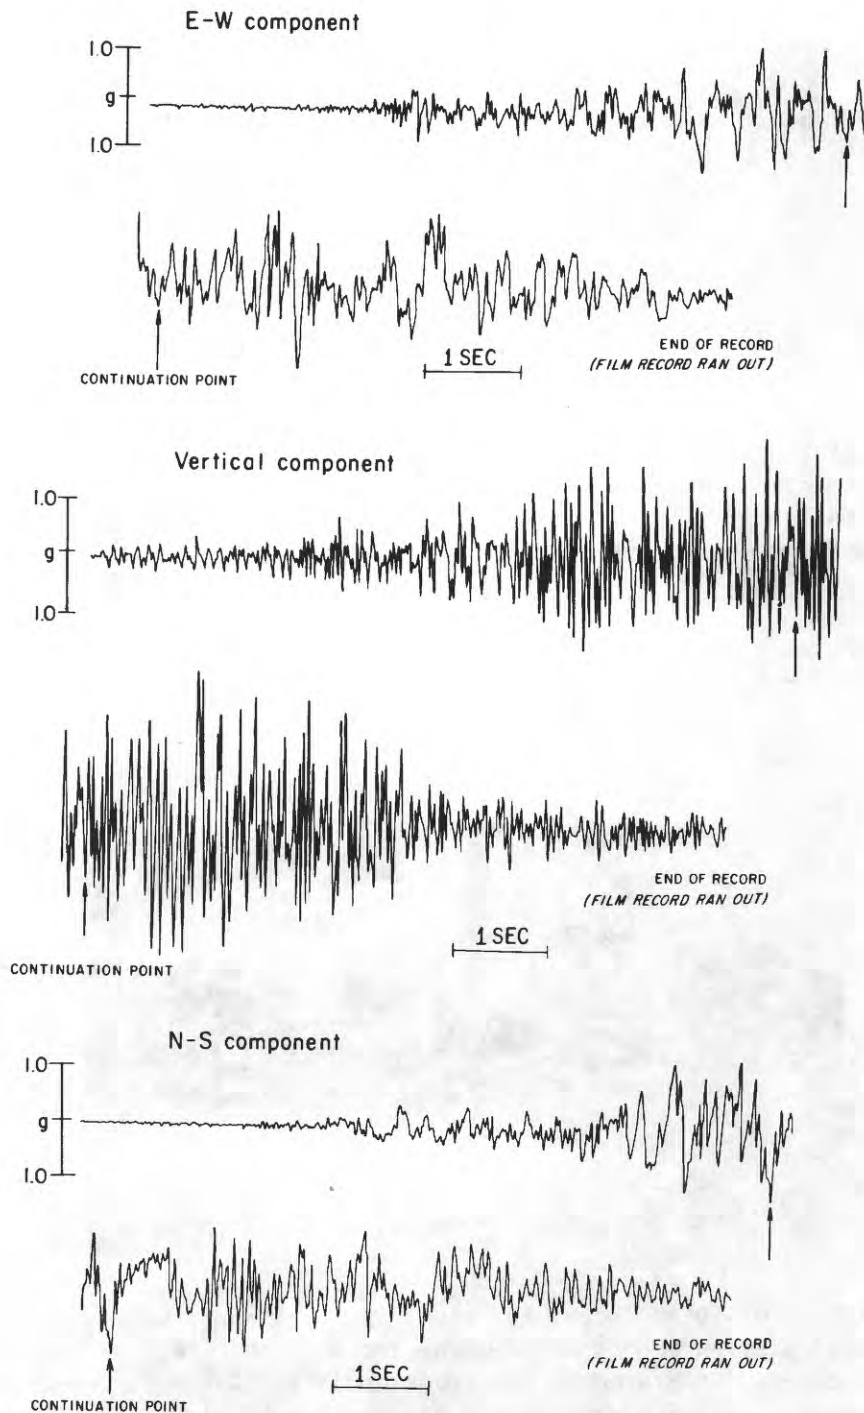 E-W component
1.0
g
1.0
1 SEC
END OF RECORD
(FILM RECORD RAN OUT)
CONTINUATION POINT
Vertical component
1.0
g
1.0
END OF RECORD
(FILM RECORD RAN OUT)
1 SEC
CONTINUATION POINT
N-S component
1.0
g
1.0
END OF RECORD
(FILM RECORD RAN OUT)
1 SEC
CONTINUATION POINT